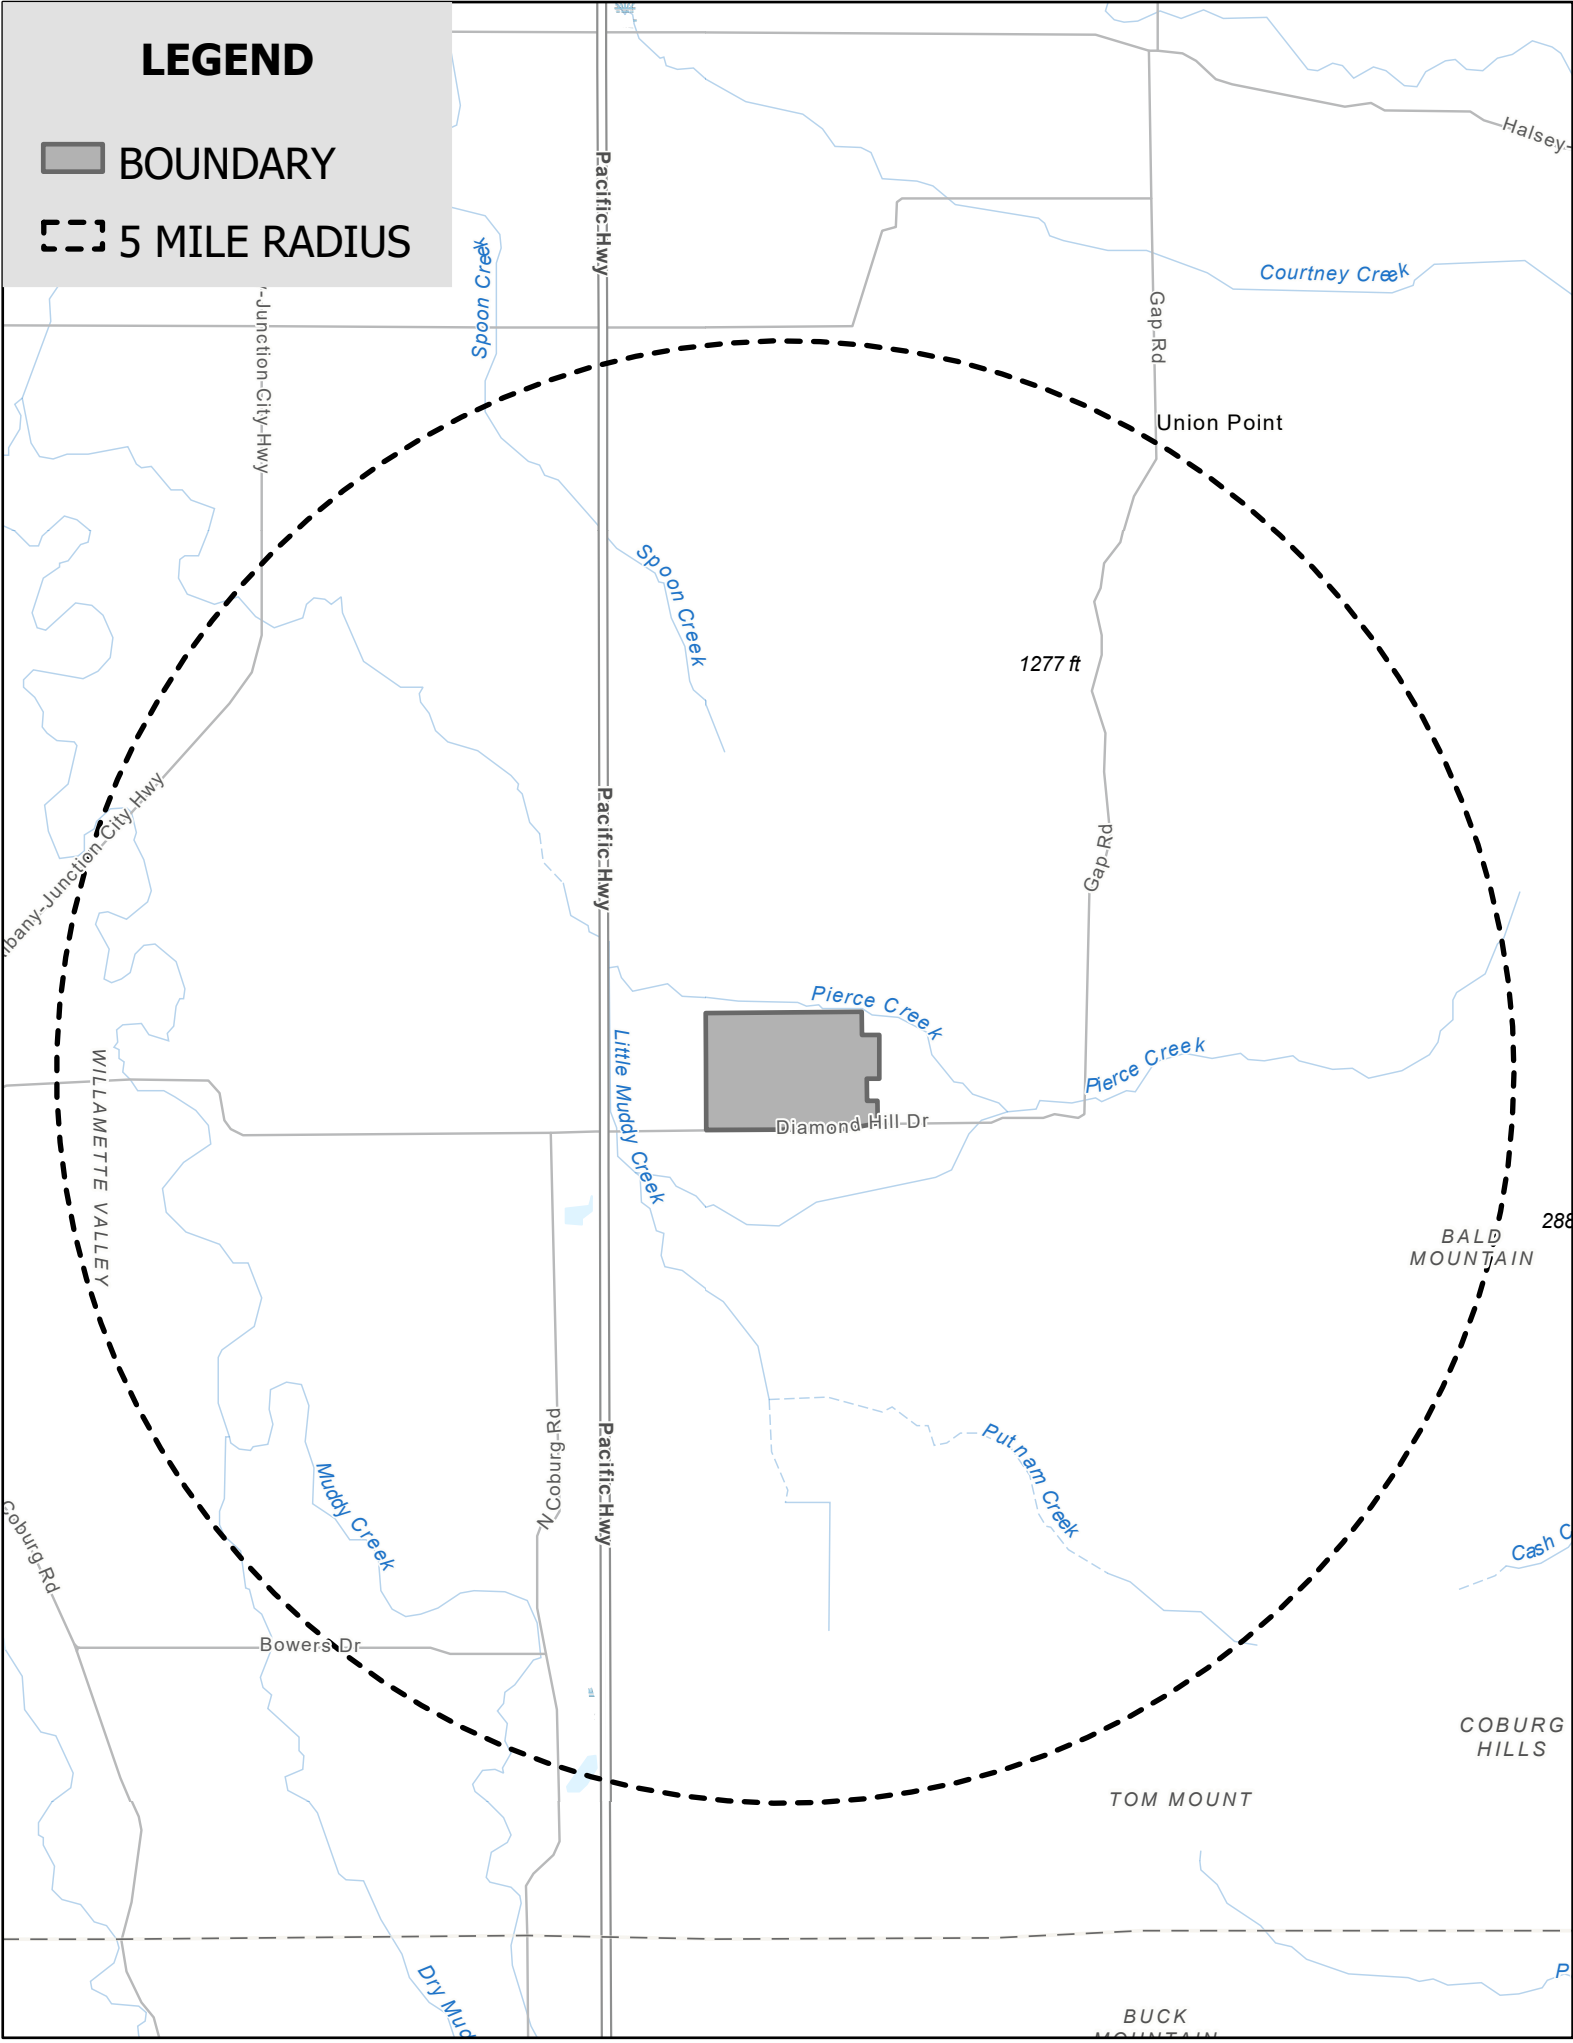 LEGEND
BOUNDARY
5 MILE RADIUS
Halsey-
Pacific-Hwy
Spoon Creek
Courtney Creek
y-Junction-City-Hwy
Gap-Rd
Union Point
Spoon Creek
1277 ft
Pacific-Hwy
lbany-Junction-City-Hwy
Gap-Rd
Pierce Creek
Pierce Creek
Little Muddy Creek
WILLAMETTE VALLEY
Diamond Hill Dr
288
BALD
MOUNTAIN
N Coburg-Rd
Pacific-Hwy
Putnam Creek
Muddy Creek
Coburg-Rd
Cash C
Bowers Dr
COBURG
HILLS
TOM MOUNT
Dry Mud
P
BUCK
MOUNTAIN